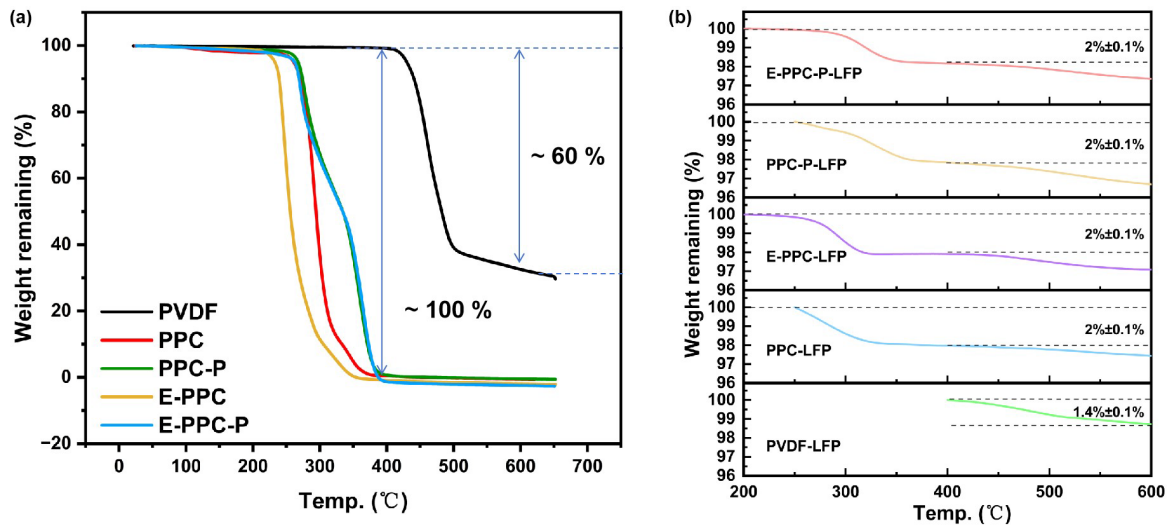 (a)
Weight remaining (%)
120
100
80
60
40
20
0
−20
0
100
200
300
400
500
600
700
Temp. (℃)
~ 60 %
~ 100 %
PVDF
PPC
PPC-P
E-PPC
E-PPC-P
(b)
Weight remaining (%)
100
99
98
97
96
E-PPC-P-LFP
2%±0.1%
100
98
96
PPC-P-LFP
2%±0.1%
100
99
98
97
96
E-PPC-LFP
2%±0.1%
100
98
96
PPC-LFP
2%±0.1%
100
99
98
97
96
PVDF-LFP
1.4%±0.1%
200
300
400
500
600
Temp. (℃)